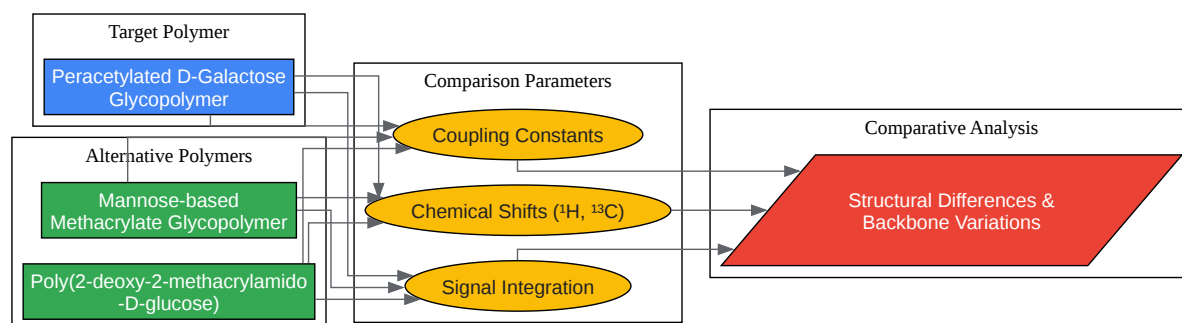 Target Polymer
Peracetylated D-Galactose
Glycopolymer
Alternative Polymers
Mannose-based
Methacrylate Glycopolymer
Poly(2-deoxy-2-methacrylamido
-D-glucose)
Comparison Parameters
Coupling Constants
Chemical Shifts (¹H, ¹³C)
Signal Integration
Comparative Analysis
Structural Differences &
Backbone Variations